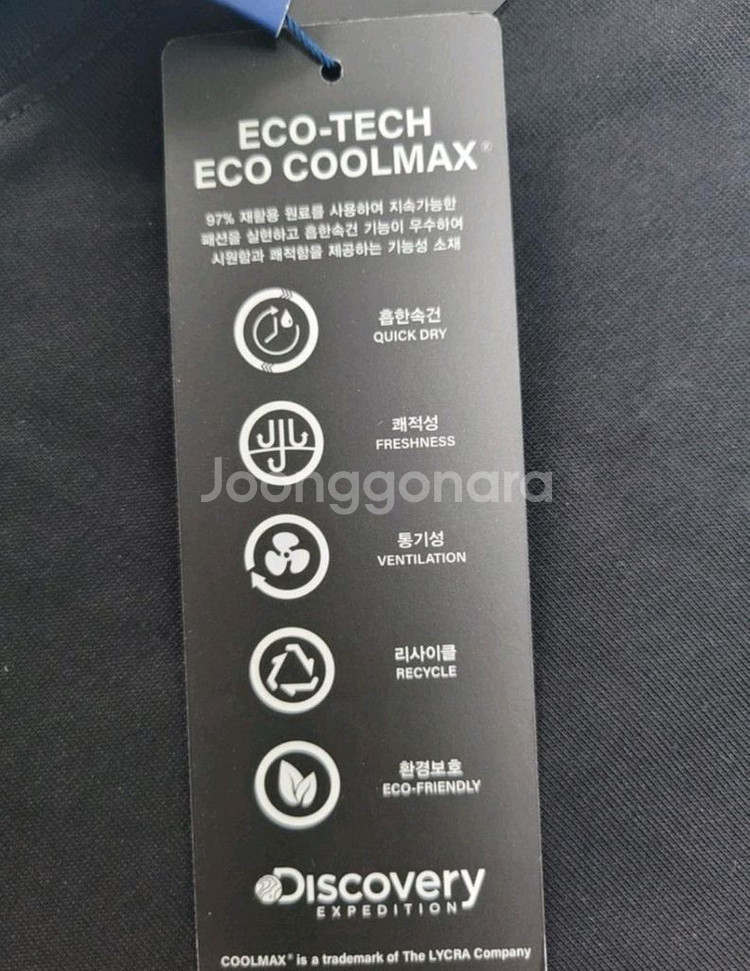 ECO-TECH
ECO COOLMAX®
97% 재활용 원료를 사용하여 지속가능한
패션을 실현하고 흡한속건 기능이 우수하여
시원함과 쾌적함을 제공하는 기능성 소재
흡한속건
QUICK DRY
쾌적성
FRESHNESS
Joonggonara
통기성
VENTILATION
리사이클
RECYCLE
환경보호
ECO-FRIENDLY
Discovery
EXPEDITION
COOLMAX® is a trademark of The LYCRA Company